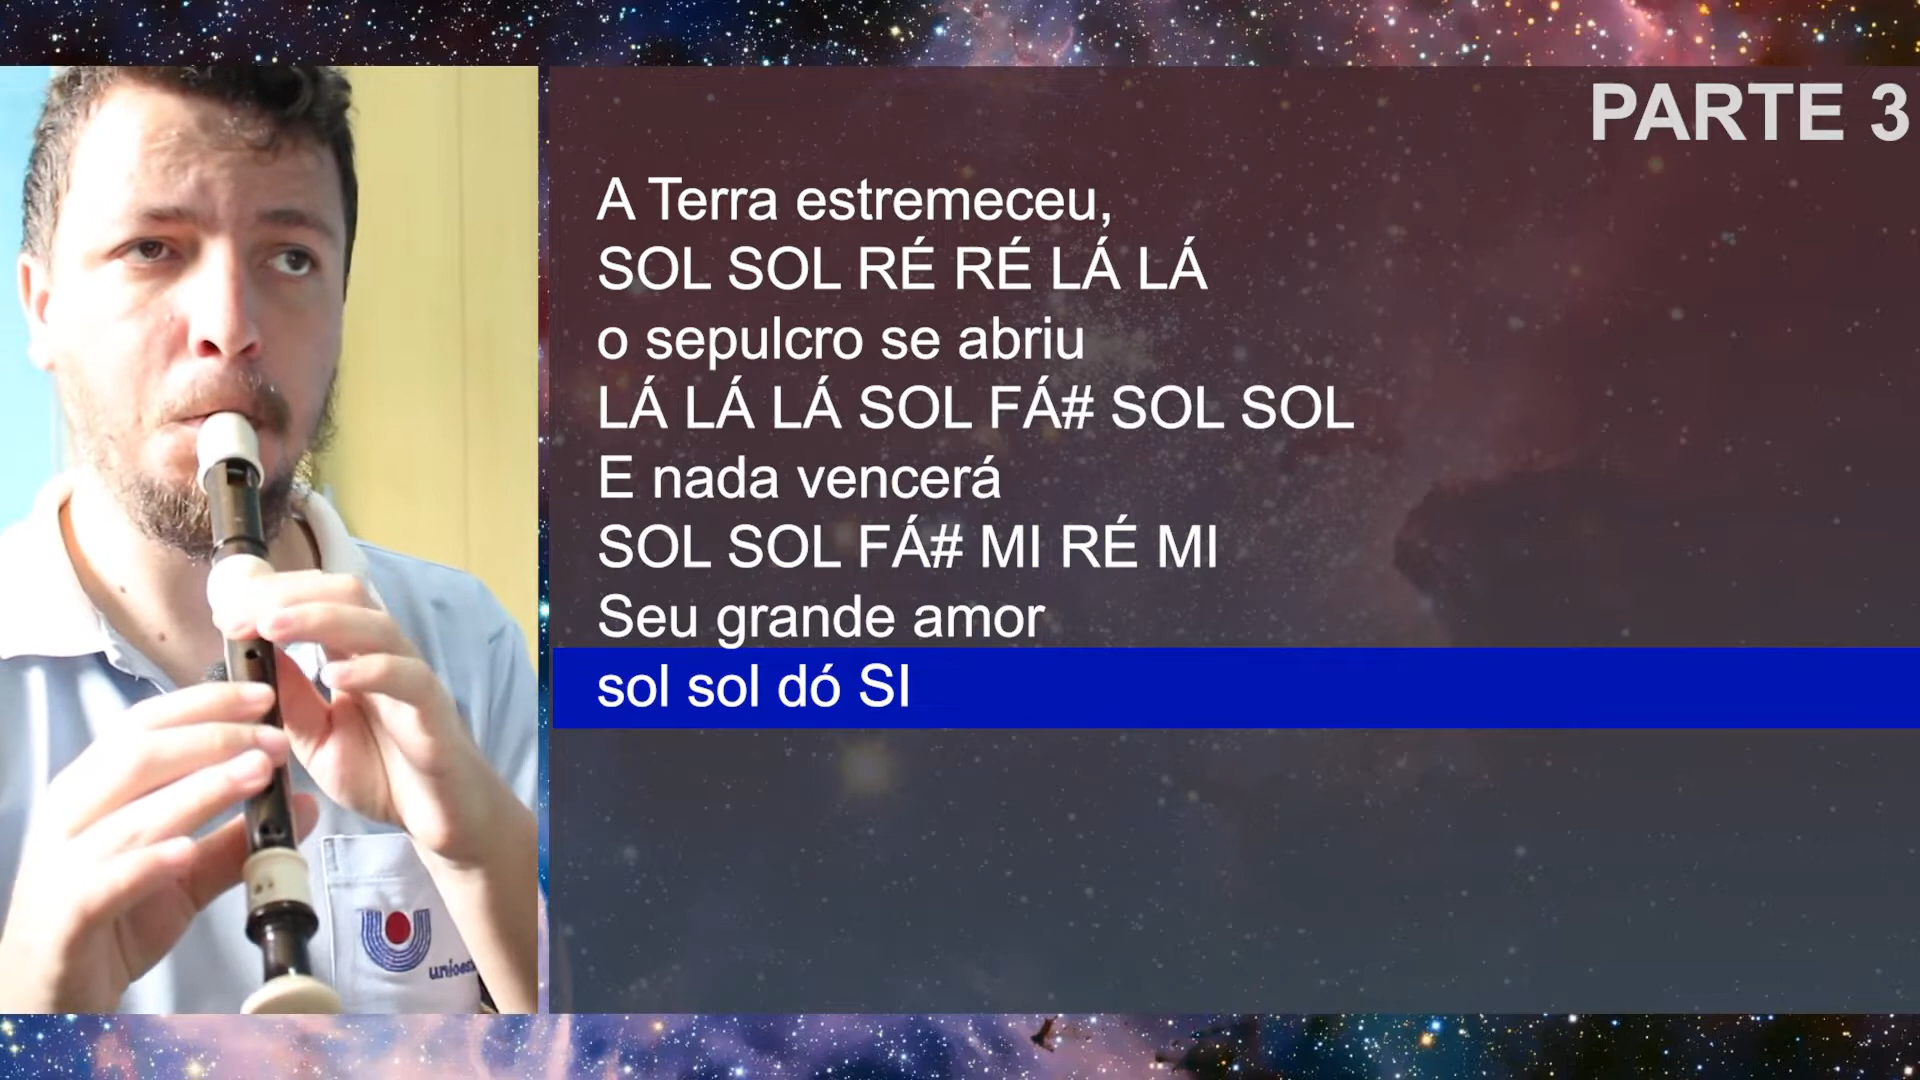 PARTE 3
A Terra estremeceu,
SOL SOL RÉ RÉ LÁ LÁ
o sepulcro se abriu
LÁ LÁ LÁ SOL FÁ# SOL SOL
E nada vencerá
SOL SOL FÁ# MI RÉ MI
Seu grande amor
sol sol dó SI